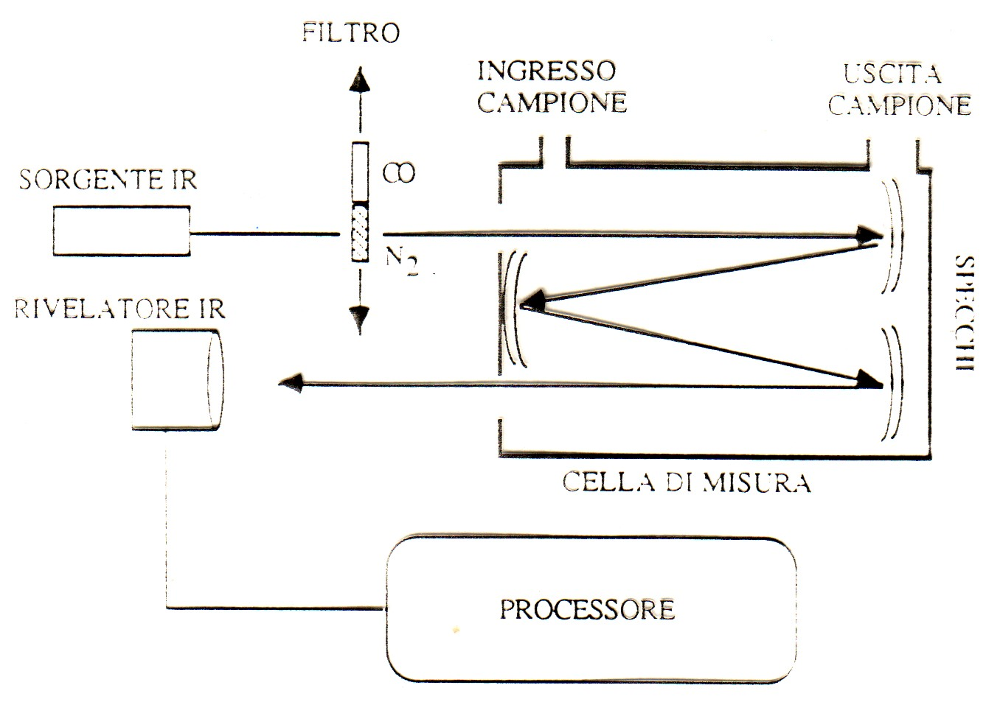 FILTRO
INGRESSO
CAMPIONE
USCITA
CAMPIONE
SORGENTE IR
CO
N2
RIVELATORE IR
SPECCHI
CELLA DI MISURA
PROCESSORE